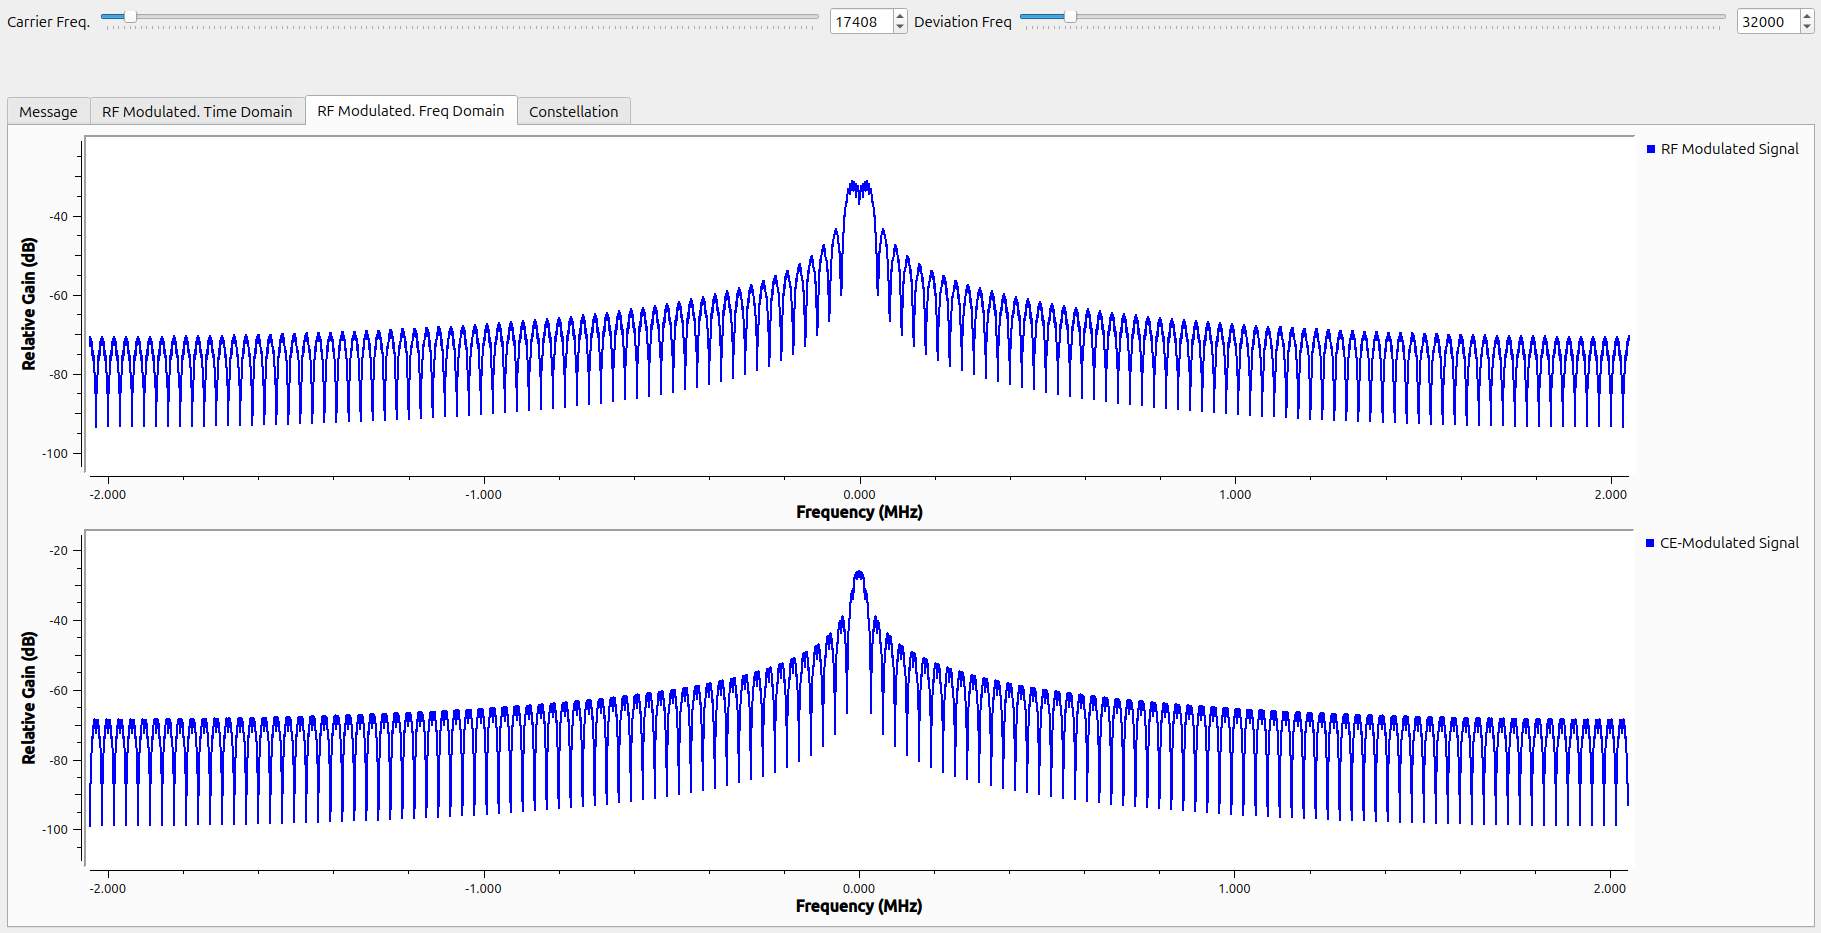 Carrier Freq. 17408 Deviation Freq 32000
Message RF Modulated. Time Domain RF Modulated. Freq Domain Constellation
RF Modulated Signal
Relative Gain (dB)
-40
-60
-80
-100
-2.000 -1.000 0.000 1.000 2.000
Frequency (MHz)
CE-Modulated Signal
Relative Gain (dB)
-20
-40
-60
-80
-100
-2.000 -1.000 0.000 1.000 2.000
Frequency (MHz)